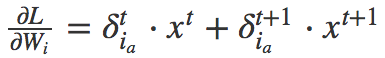 ∂L/∂W_i = δ^t_{i_a} · x^t + δ^{t+1}_{i_a} · x^{t+1}